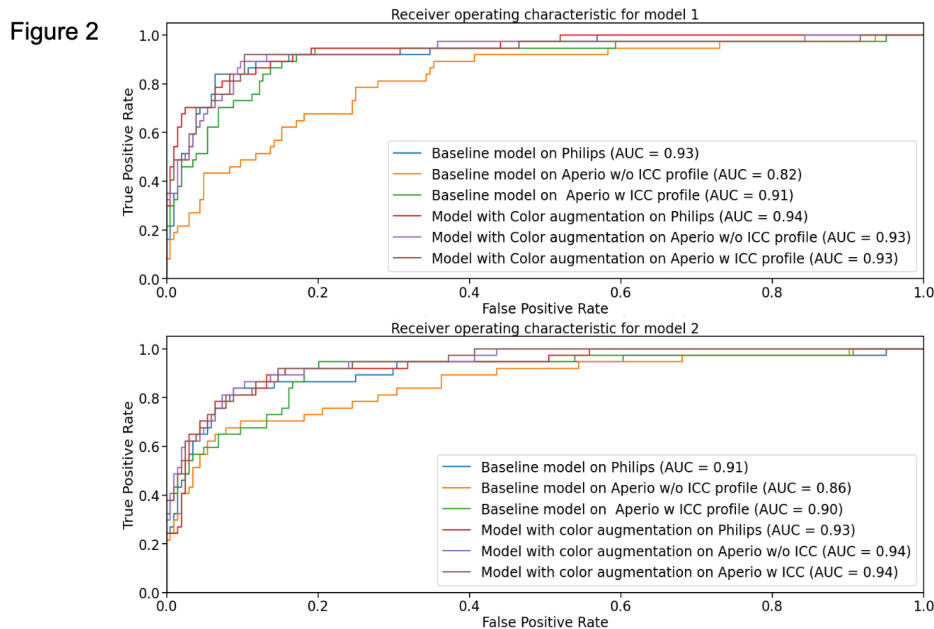 Figure 2
Receiver operating characteristic for model 1
True Positive Rate
1.0
0.8
0.6
0.4
0.2
0.0
Baseline model on Philips (AUC = 0.93)
Baseline model on Aperio w/o ICC profile (AUC = 0.82)
Baseline model on  Aperio w ICC profile (AUC = 0.91)
Model with Color augmentation on Philips (AUC = 0.94)
Model with Color augmentation on Aperio w/o ICC profile (AUC = 0.93)
Model with Color augmentation on Aperio w ICC profile (AUC = 0.93)
0.0 0.2 0.4 0.6 0.8 1.0
False Positive Rate
Receiver operating characteristic for model 2
True Positive Rate
1.0
0.8
0.6
0.4
0.2
0.0
Baseline model on Philips (AUC = 0.91)
Baseline model on Aperio w/o ICC profile (AUC = 0.86)
Baseline model on  Aperio w ICC profile (AUC = 0.90)
Model with color augmentation on Philips (AUC = 0.93)
Model with color augmentation on Aperio w/o ICC (AUC = 0.94)
Model with color augmentation on Aperio w ICC (AUC = 0.94)
0.0 0.2 0.4 0.6 0.8 1.0
False Positive Rate